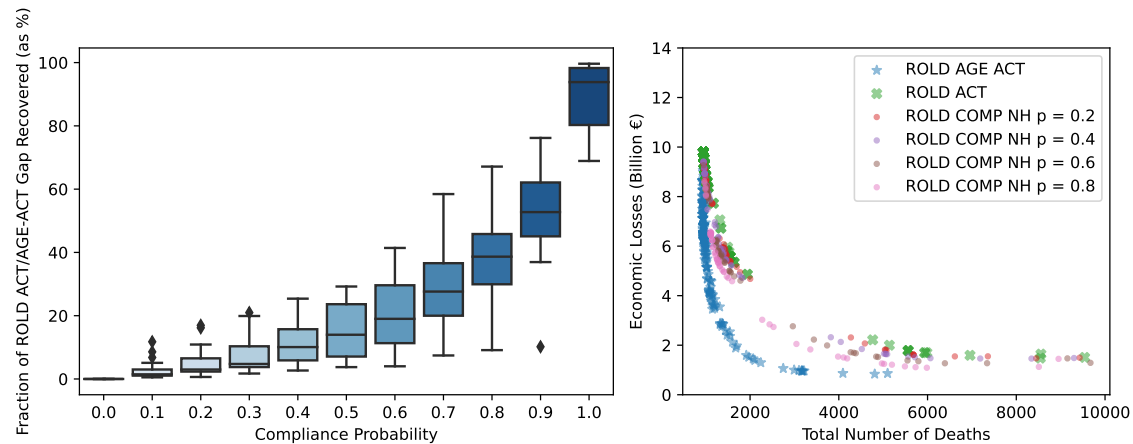 Fraction of ROLD ACT/AGE-ACT Gap Recovered (as %)
100
80
60
40
20
0
0.0 0.1 0.2 0.3 0.4 0.5 0.6 0.7 0.8 0.9 1.0
Compliance Probability
Economic Losses (Billion €)
14
12
10
8
6
4
2
0
2000 4000 6000 8000 10000
Total Number of Deaths
ROLD AGE ACT
ROLD ACT
ROLD COMP NH p = 0.2
ROLD COMP NH p = 0.4
ROLD COMP NH p = 0.6
ROLD COMP NH p = 0.8